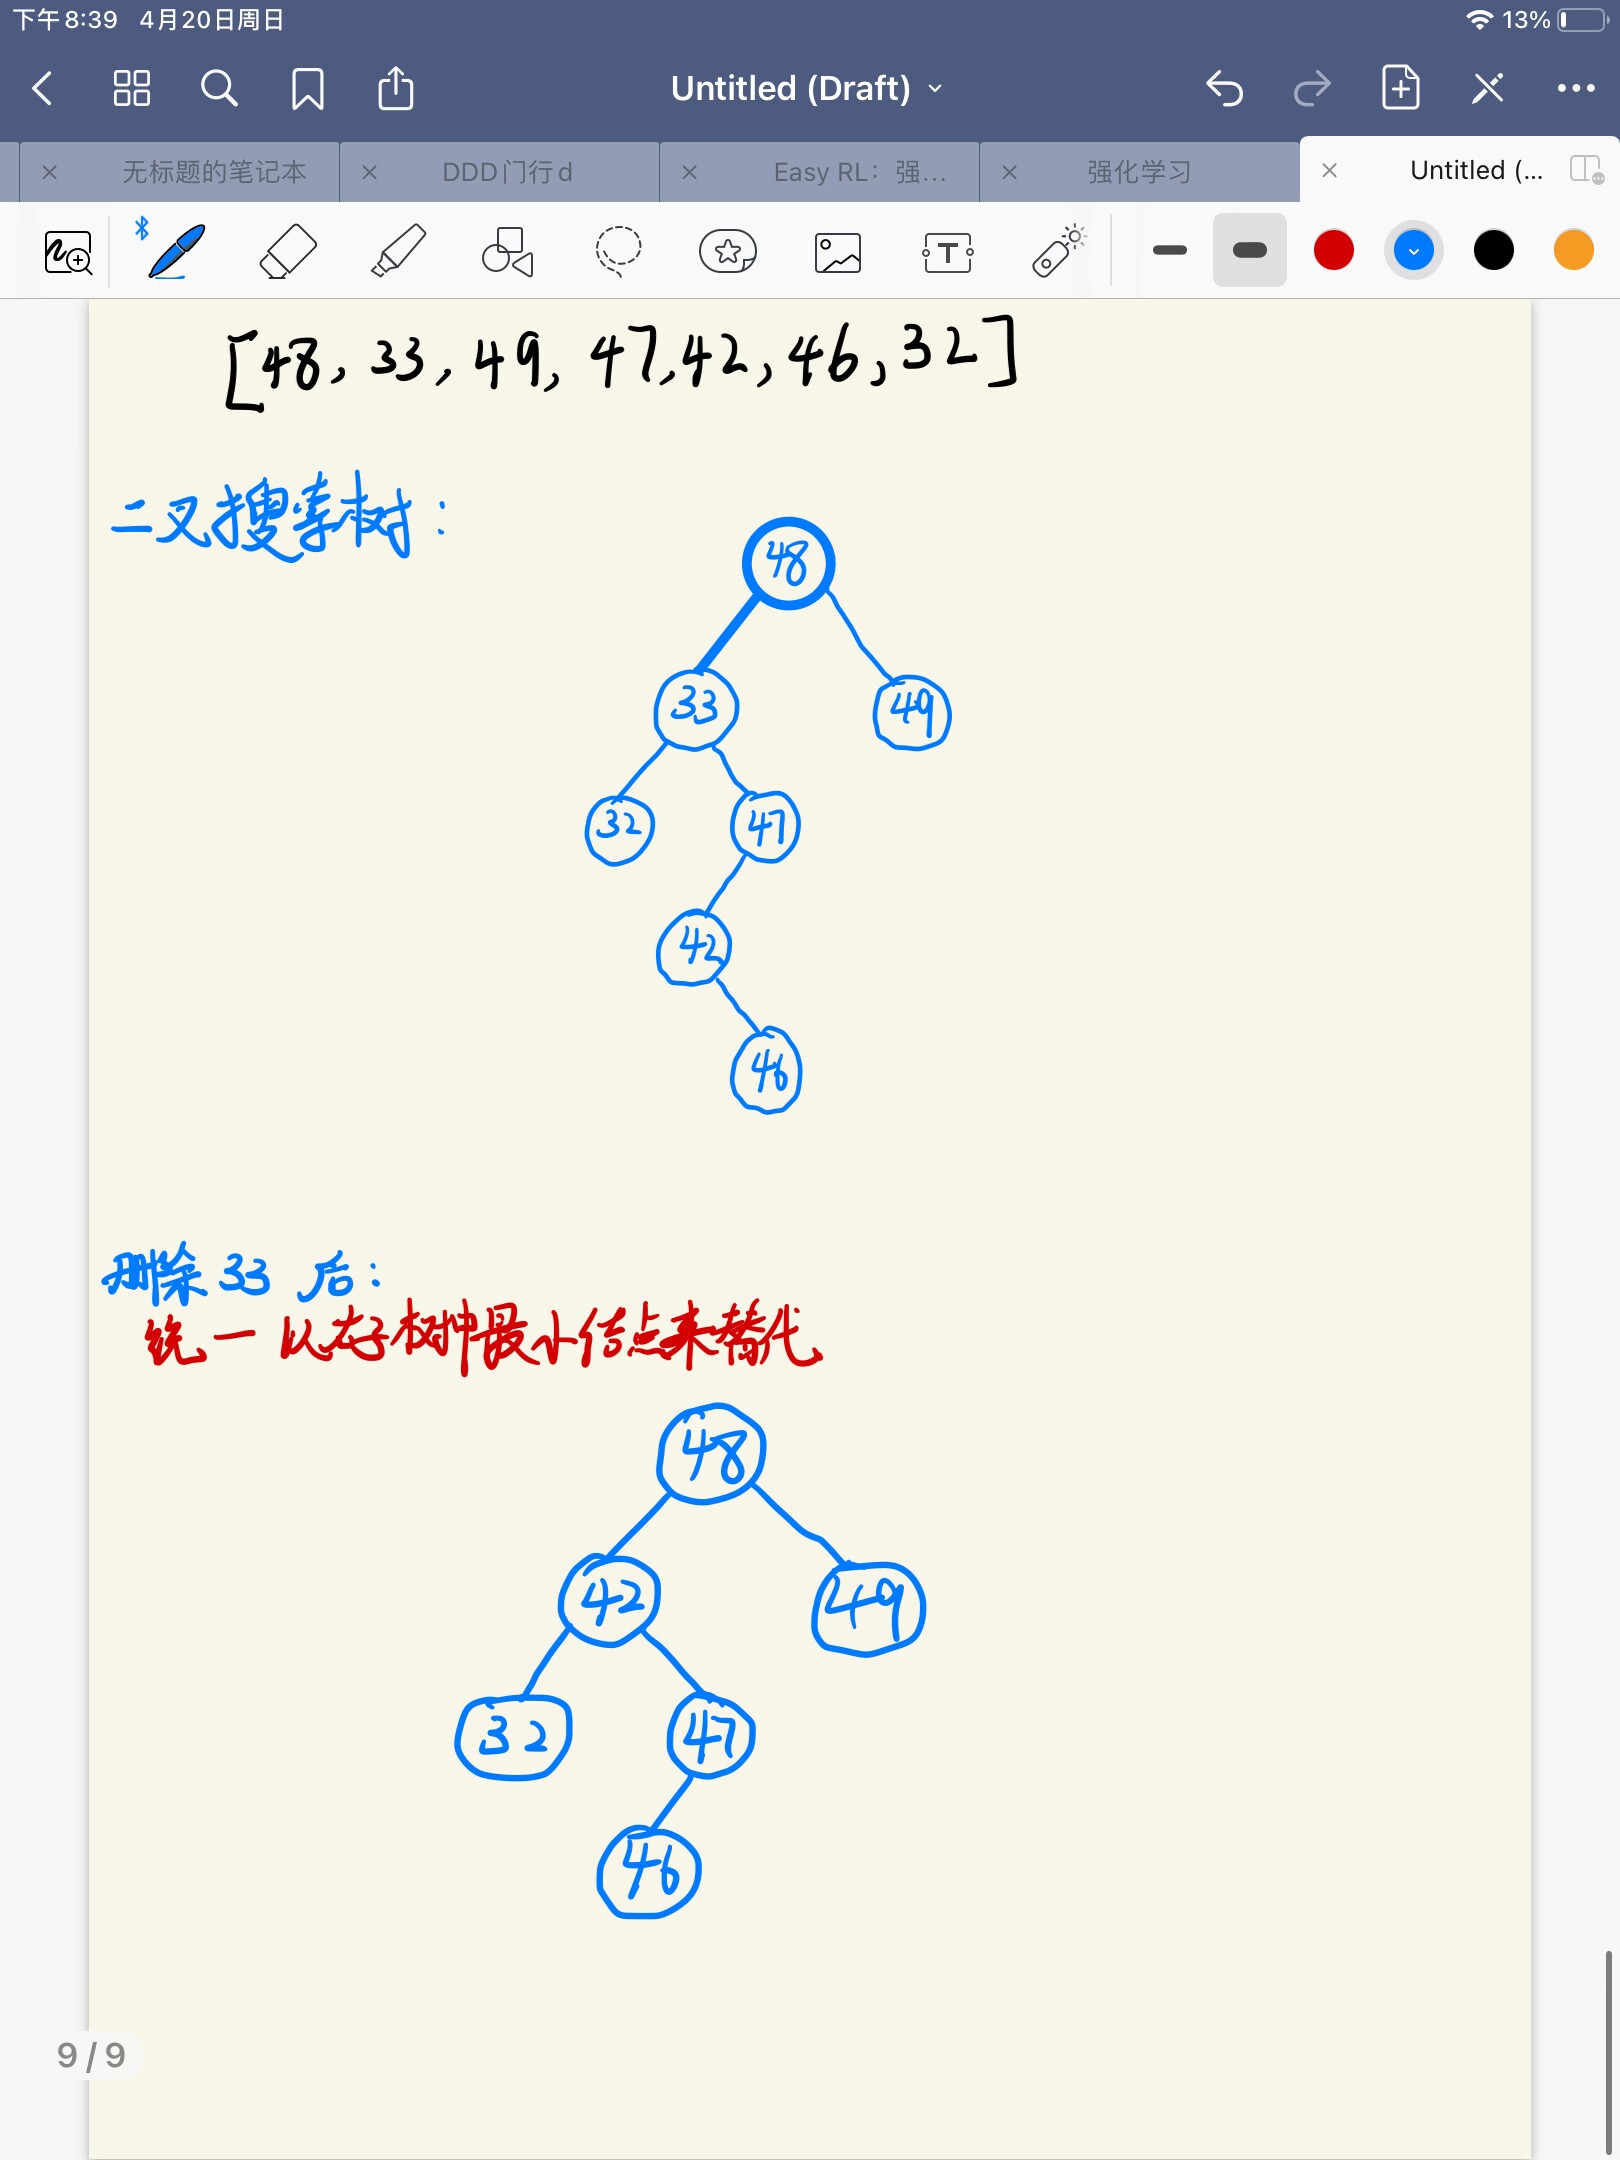 下午8:39 4月20日周日 13%
Untitled (Draft)
无标题的笔记本 DDD门行d Easy RL：强... 强化学习 Untitled (...
[48, 33, 49, 47, 42, 46, 32]
二叉搜索树：
48
33 49
32 47
42
46
删除 33 后：
统一以右子树中最小结点来替代
48
42 49
32 47
46
9 / 9